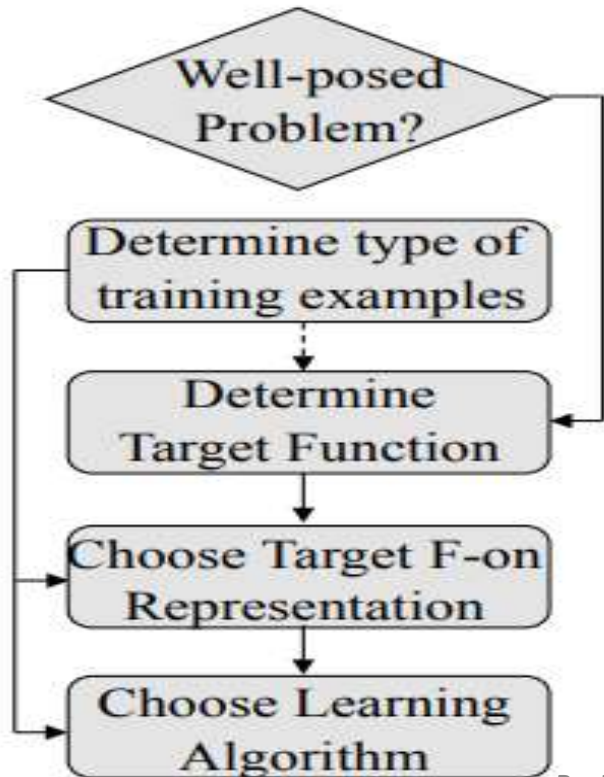 Well-posed
Problem?
Determine type of
training examples
Determine
Target Function
Choose Target F-on
Representation
Choose Learning
Algorithm